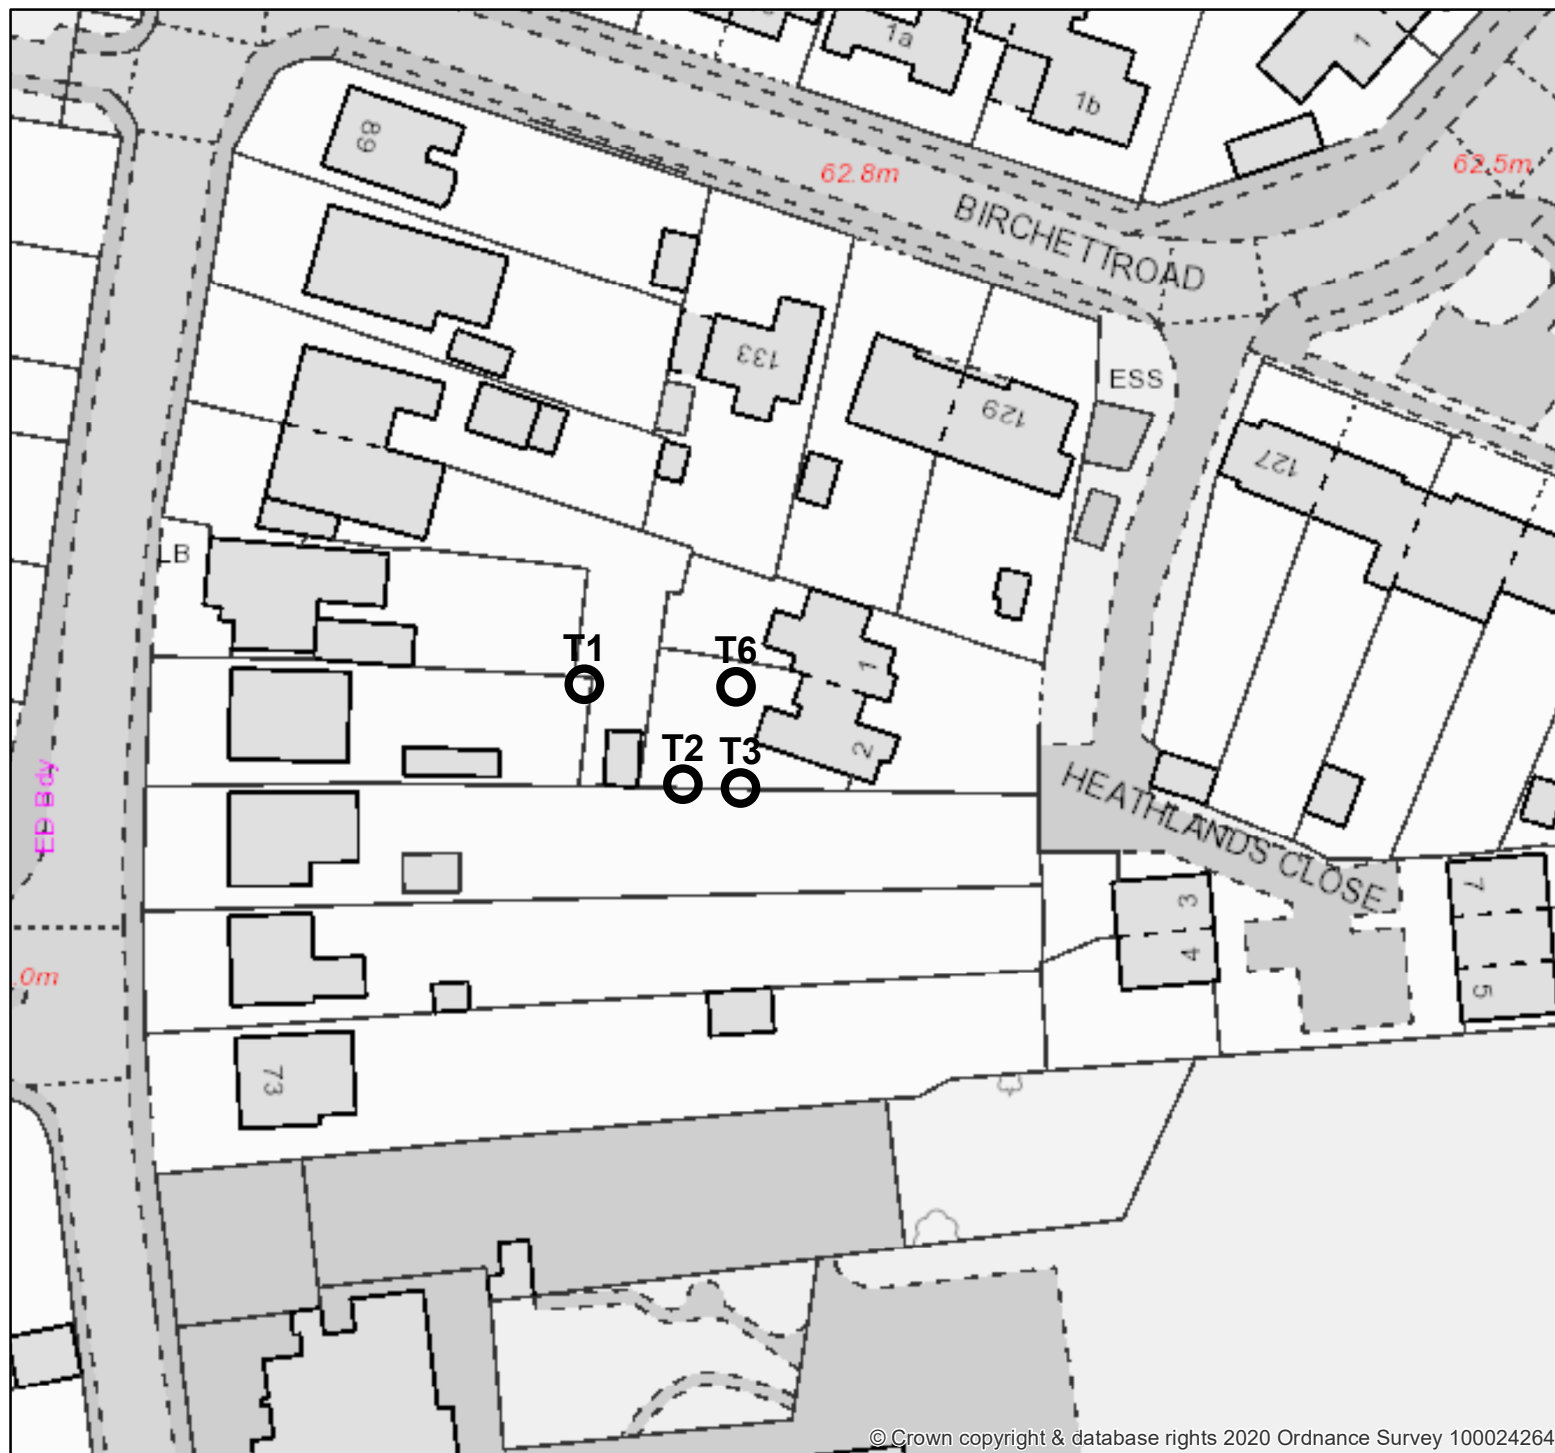 1a
1
1b
89
62.8m
62.5m
BIRCHETT ROAD
133
ESS
129
127
LB
T1
T6
1
T2
T3
2
ED Bdy
HEATHLANDS CLOSE
3
7
4
.0m
5
73
© Crown copyright & database rights 2020 Ordnance Survey 100024264